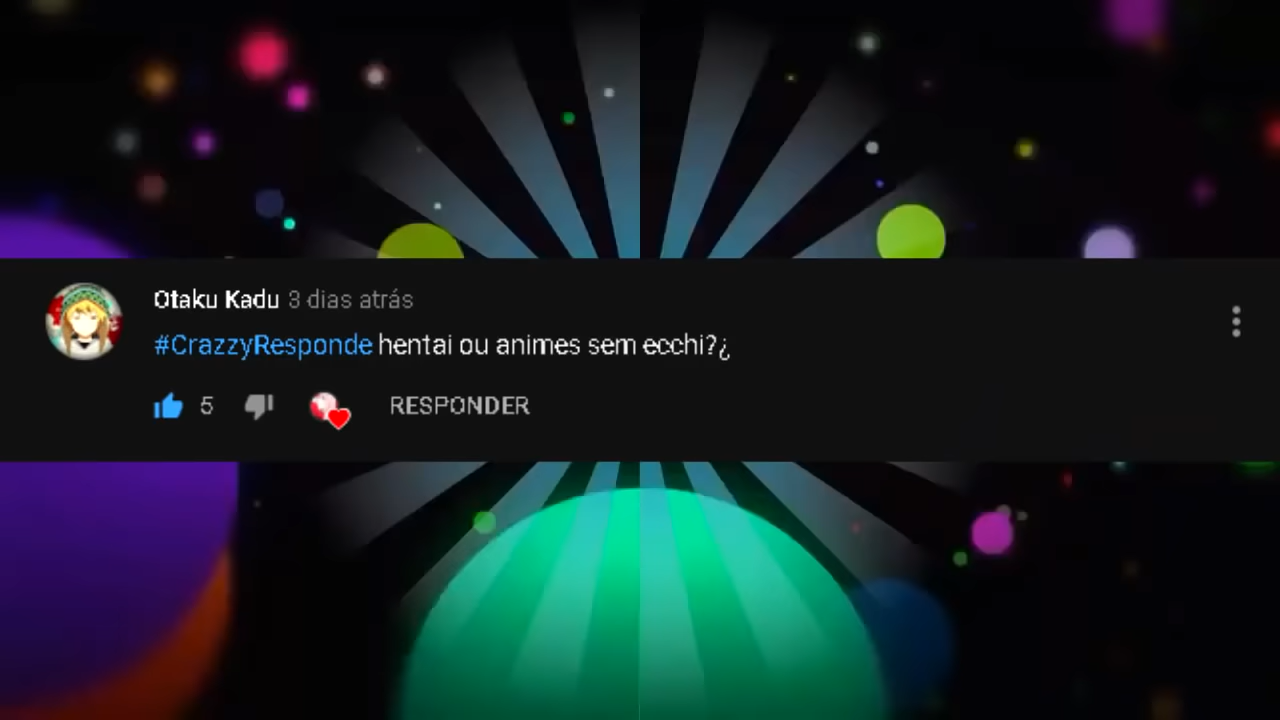 Otaku Kadu 3 dias atrás
#CrazzyResponde hentai ou animes sem ecchi?¿
5 RESPONDER